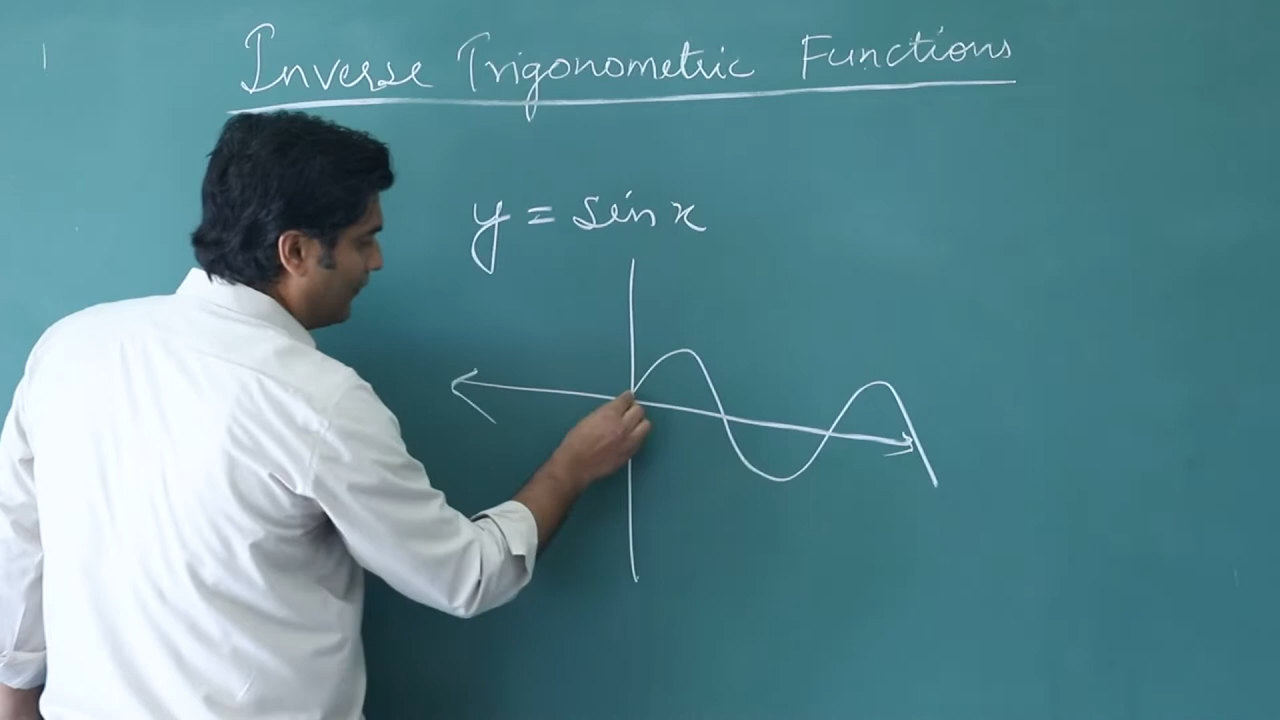 Inverse Trigonometric Functions
y = sin x